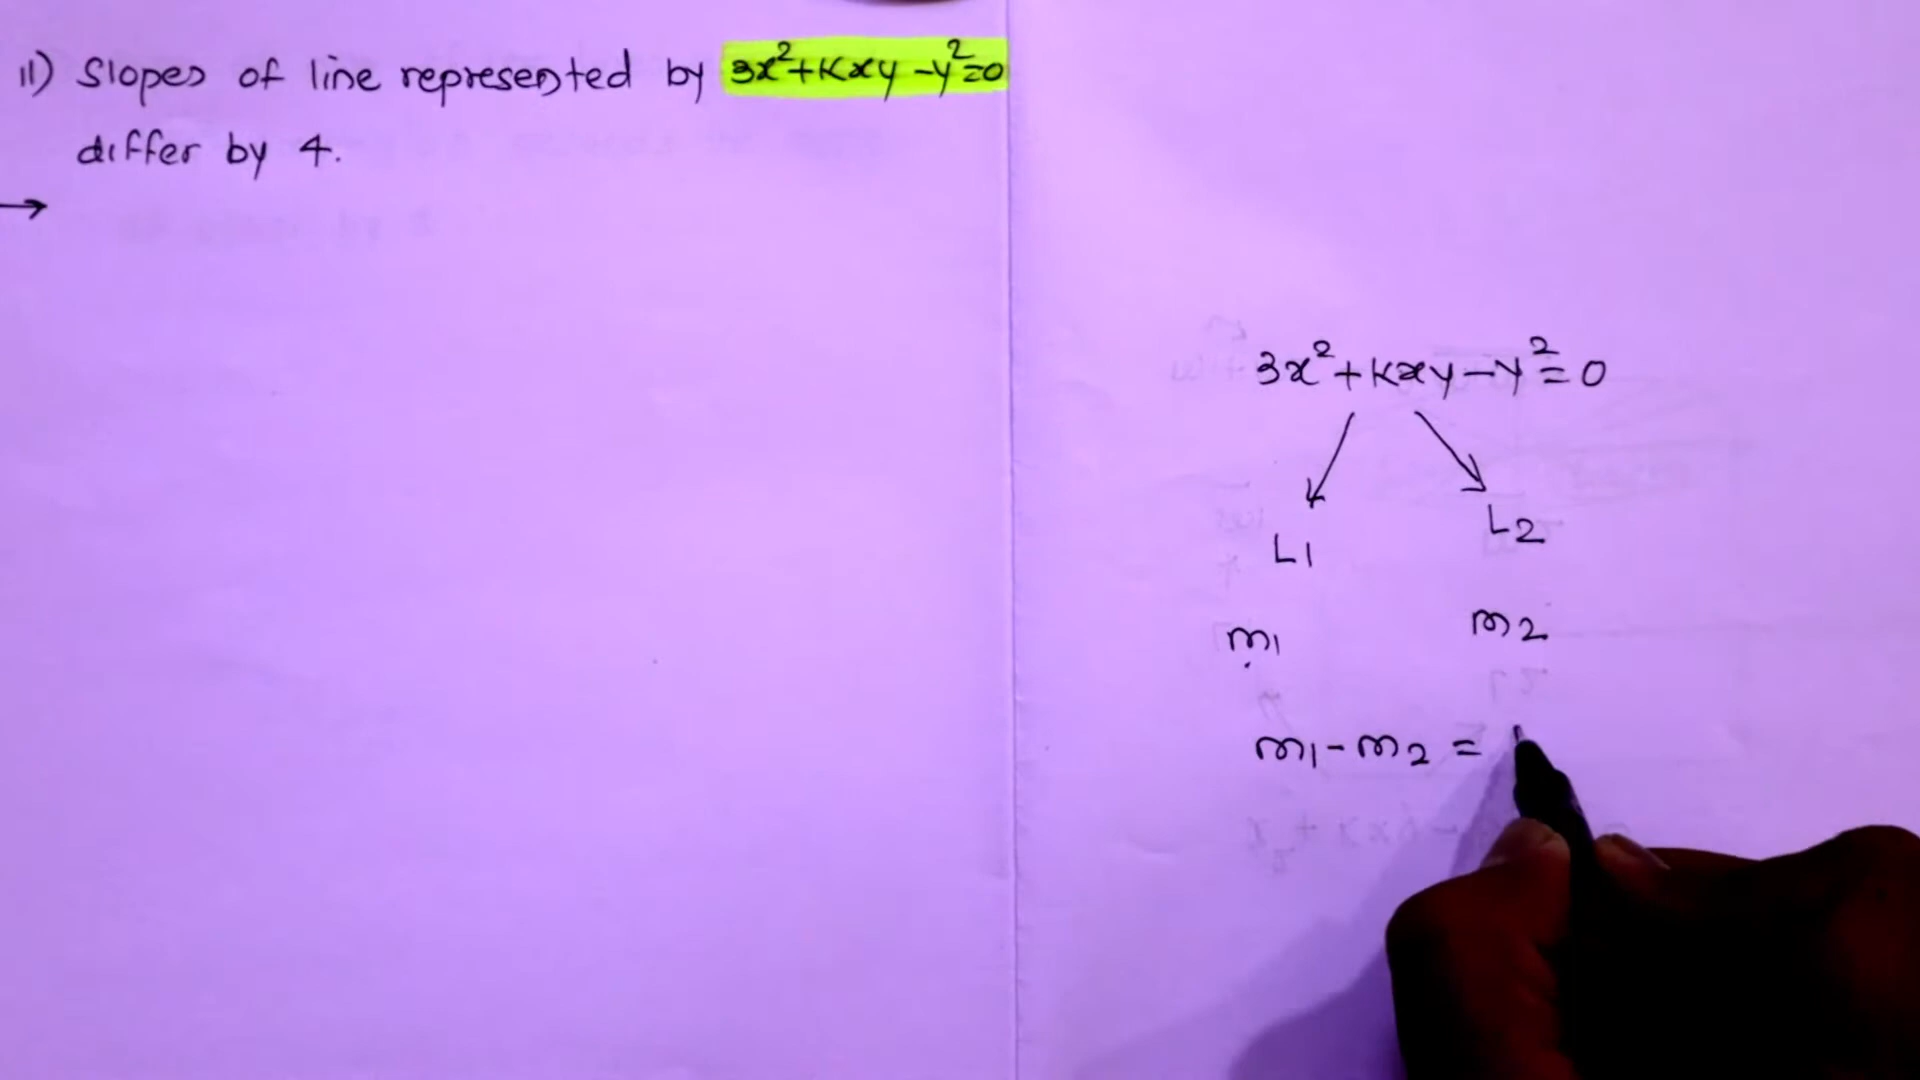 11) Slopes of line represented by 3x²+Kxy-y²=0
differ by 4.
→
3x²+Kxy-y²=0
L1 L2
m1 m2
m1-m2 =